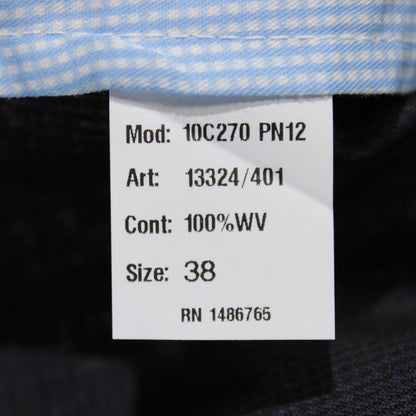 Mod: 10C270 PN12
Art: 13324/401
Cont: 100%WV
Size: 38
RN 1486765